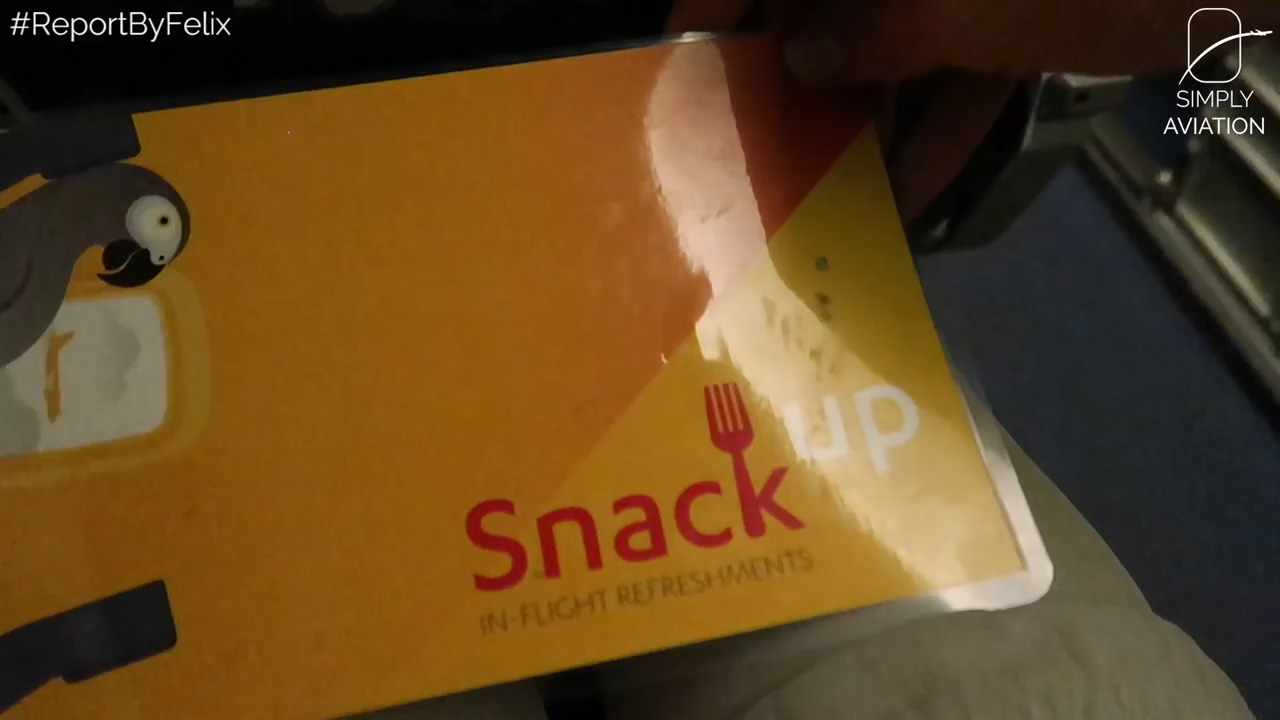 #ReportByFelix
SIMPLY
AVIATION
Snack up
IN-FLIGHT REFRESHMENTS